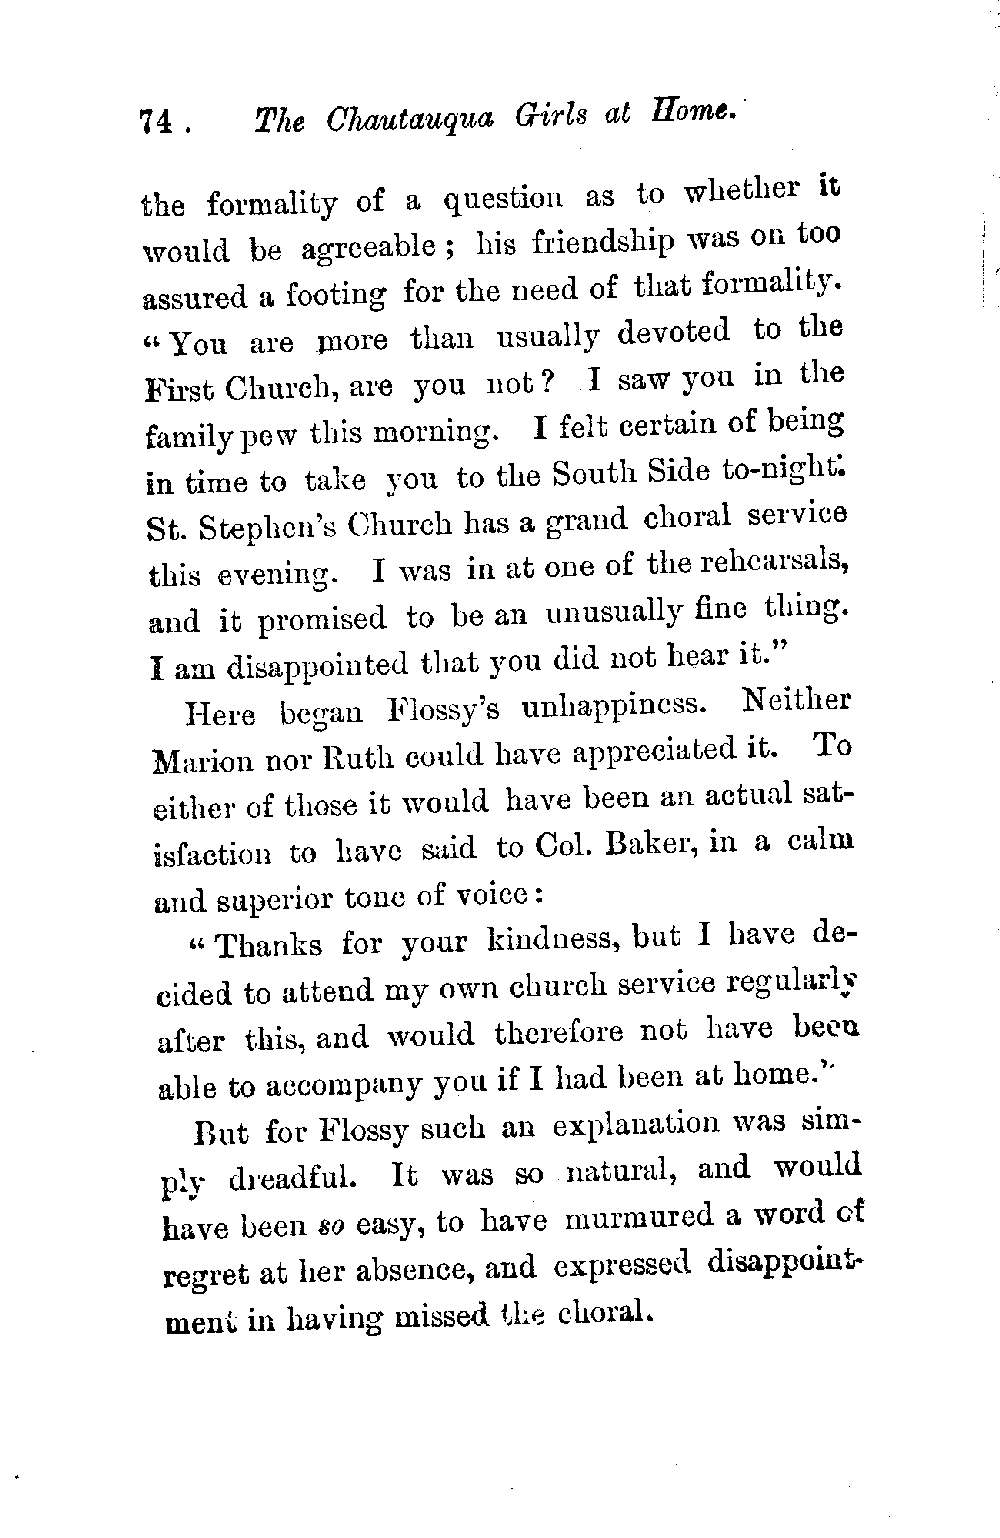 74. The Chautauqua Girls at Home.
the formality of a question as to whether it
would be agreeable; his friendship was on too
assured a footing for the need of that formality.
"You are more than usually devoted to the
First Church, are you not? I saw you in the
family pew this morning. I felt certain of being
in time to take you to the South Side to-night.
St. Stephen's Church has a grand choral service
this evening. I was in at one of the rehearsals,
and it promised to be an unusually fine thing.
I am disappointed that you did not hear it."
Here began Flossy's unhappiness. Neither
Marion nor Ruth could have appreciated it. To
either of those it would have been an actual sat-
isfaction to have said to Col. Baker, in a calm
and superior tone of voice:
"Thanks for your kindness, but I have de-
cided to attend my own church service regularly
after this, and would therefore not have been
able to accompany you if I had been at home."
But for Flossy such an explanation was sim-
ply dreadful. It was so natural, and would
have been so easy, to have murmured a word of
regret at her absence, and expressed disappoint-
ment in having missed the choral.